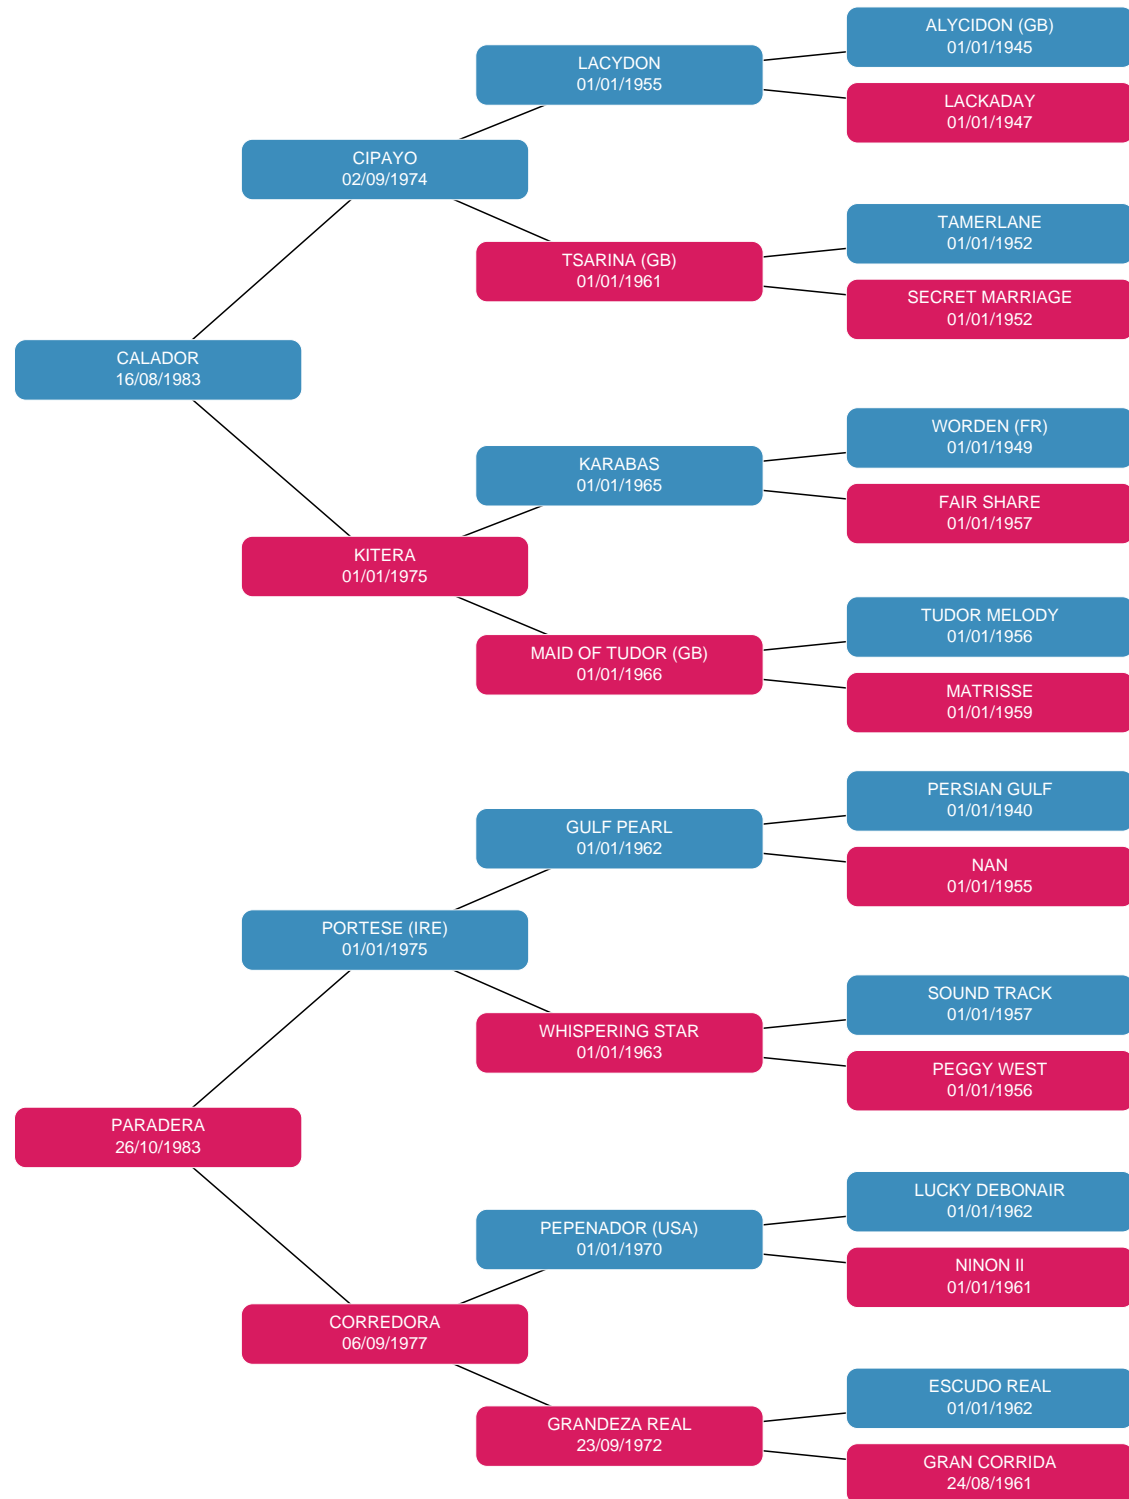 ALYCIDON (GB)
01/01/1945
LACYDON
01/01/1955
LACKADAY
01/01/1947
CIPAYO
02/09/1974
TAMERLANE
01/01/1952
TSARINA (GB)
01/01/1961
SECRET MARRIAGE
01/01/1952
CALADOR
16/08/1983
WORDEN (FR)
01/01/1949
KARABAS
01/01/1965
FAIR SHARE
01/01/1957
KITERA
01/01/1975
TUDOR MELODY
01/01/1956
MAID OF TUDOR (GB)
01/01/1966
MATRISSE
01/01/1959
PERSIAN GULF
01/01/1940
GULF PEARL
01/01/1962
NAN
01/01/1955
PORTESE (IRE)
01/01/1975
SOUND TRACK
01/01/1957
WHISPERING STAR
01/01/1963
PEGGY WEST
01/01/1956
PARADERA
26/10/1983
LUCKY DEBONAIR
01/01/1962
PEPENADOR (USA)
01/01/1970
NINON II
01/01/1961
CORREDORA
06/09/1977
ESCUDO REAL
01/01/1962
GRANDEZA REAL
23/09/1972
GRAN CORRIDA
24/08/1961